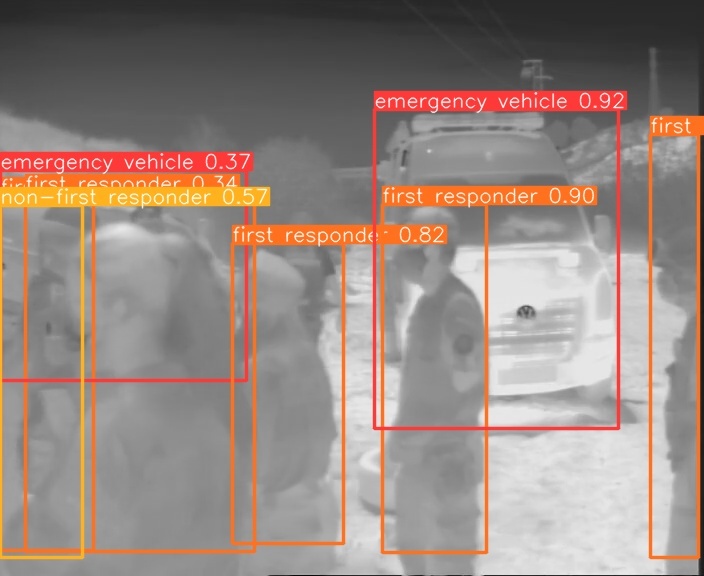 emergency vehicle 0.92
first
emergency vehicle 0.37
first responder 0.34
non-first responder 0.57
first responder 0.90
first responder 0.82